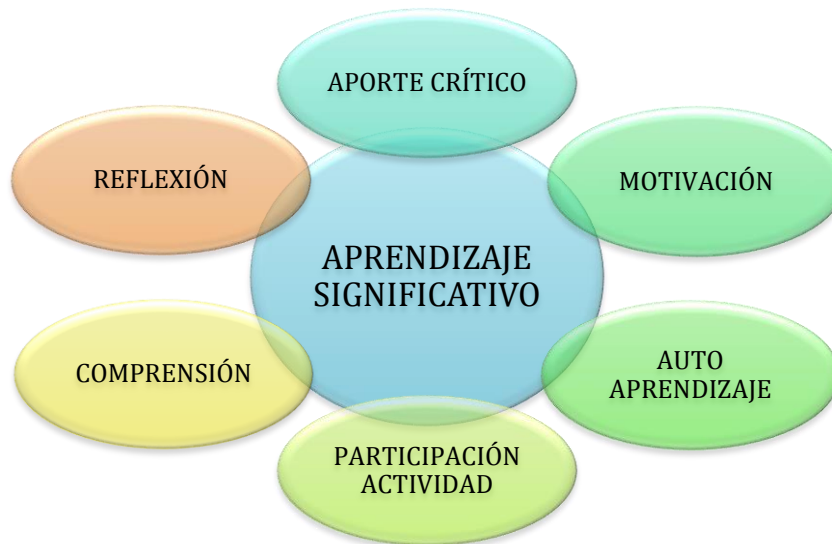 APORTE CRÍTICO
REFLEXIÓN
MOTIVACIÓN
APRENDIZAJE
SIGNIFICATIVO
COMPRENSIÓN
AUTO
APRENDIZAJE
PARTICIPACIÓN
ACTIVIDAD